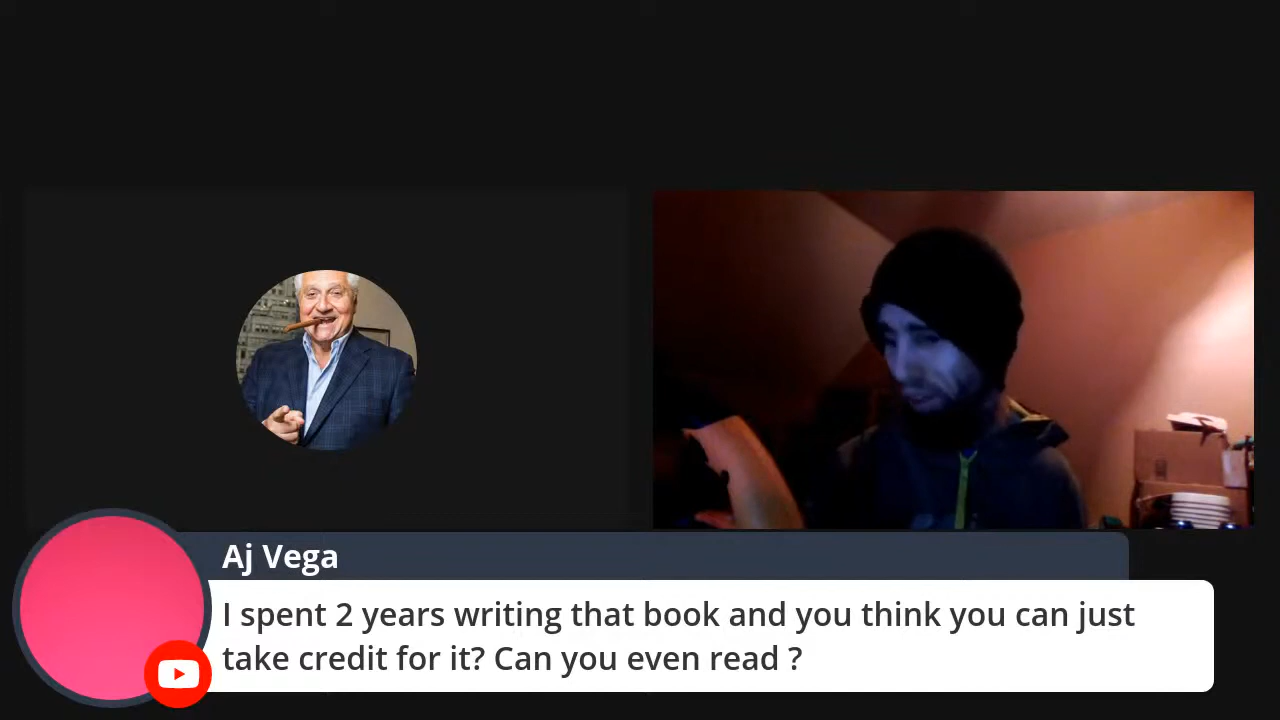 Aj Vega
I spent 2 years writing that book and you think you can just
take credit for it? Can you even read ?